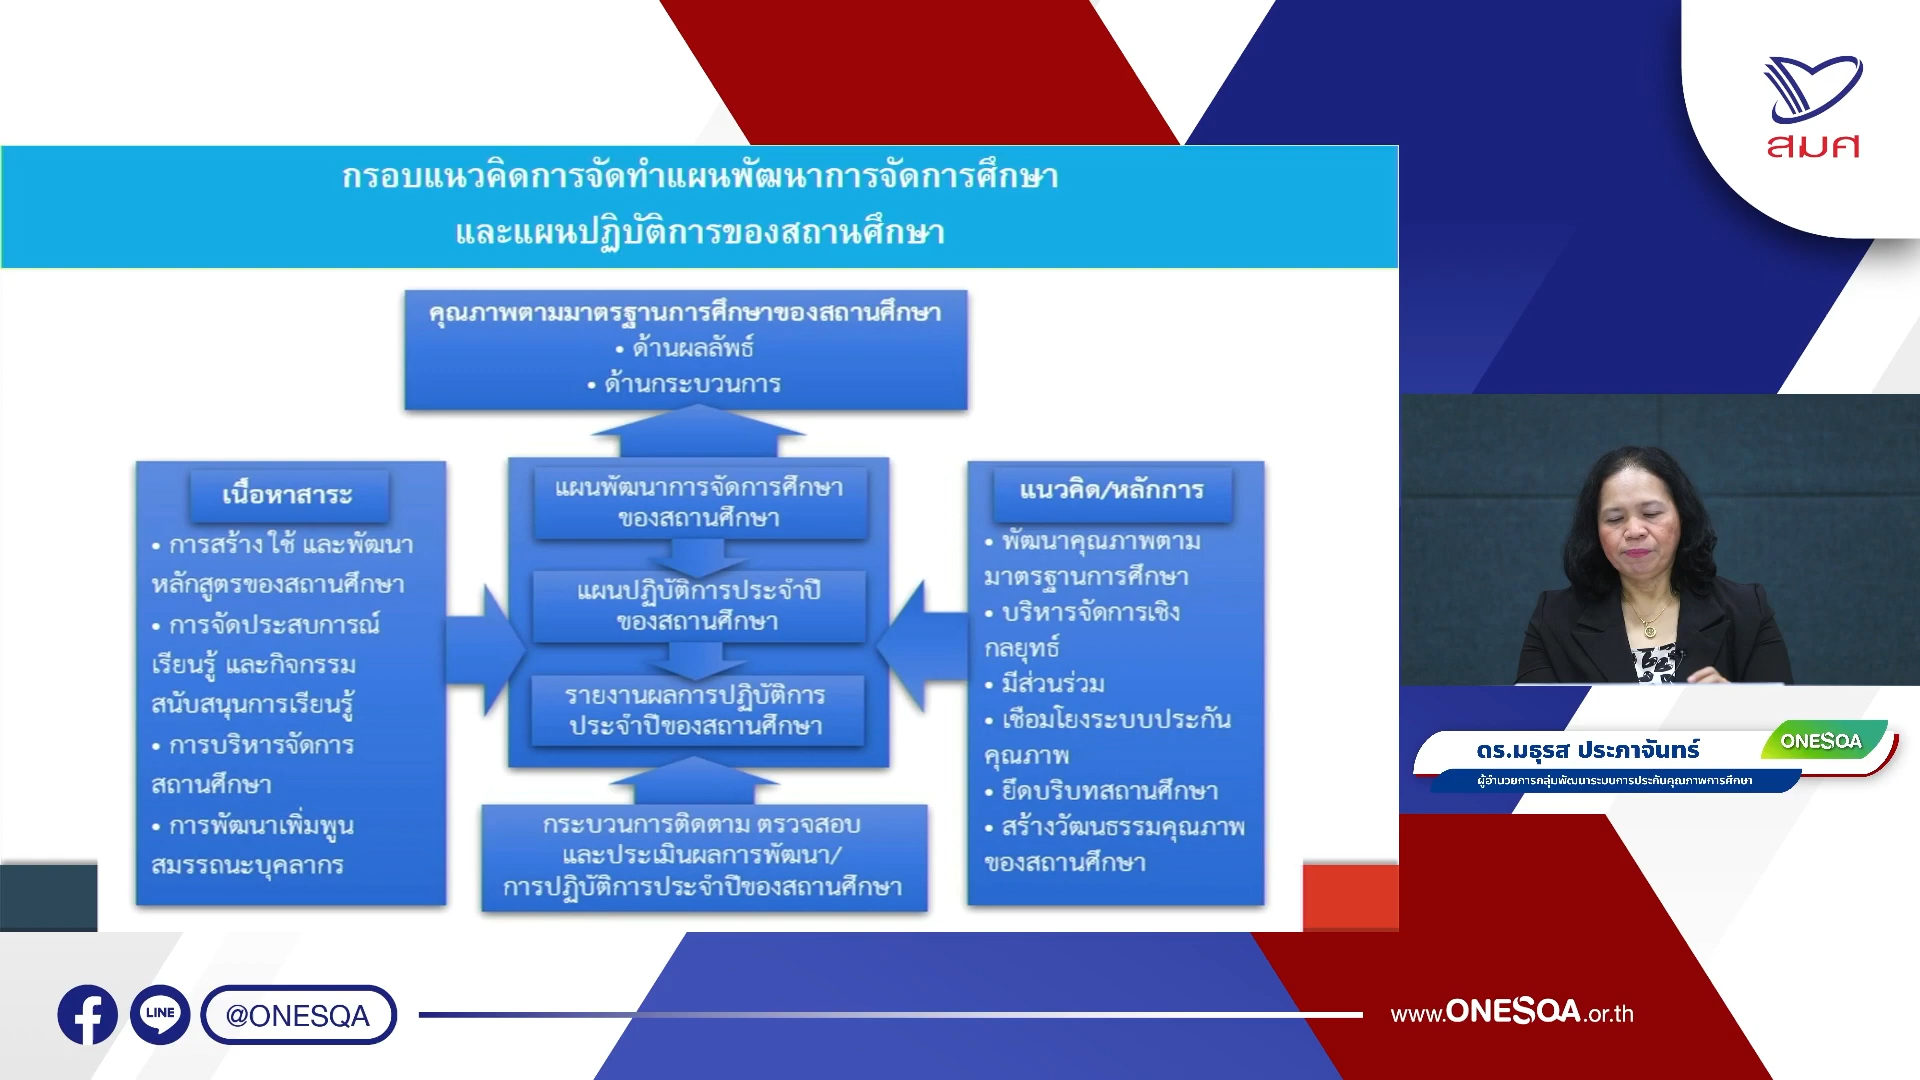 สมศ
กรอบแนวคิดการจัดทำแผนพัฒนาการจัดการศึกษา
และแผนปฏิบัติการของสถานศึกษา
คุณภาพตามมาตรฐานการศึกษาของสถานศึกษา
• ด้านผลลัพธ์
• ด้านกระบวนการ
เนื้อหาสาระ
• การสร้าง ใช้ และพัฒนา
หลักสูตรของสถานศึกษา
• การจัดประสบการณ์
เรียนรู้ และกิจกรรม
สนับสนุนการเรียนรู้
• การบริหารจัดการ
สถานศึกษา
• การพัฒนาเพิ่มพูน
สมรรถนะบุคลากร
แผนพัฒนาการจัดการศึกษา
ของสถานศึกษา
แผนปฏิบัติการประจำปี
ของสถานศึกษา
รายงานผลการปฏิบัติการ
ประจำปีของสถานศึกษา
กระบวนการติดตาม ตรวจสอบ
และประเมินผลการพัฒนา/
การปฏิบัติการประจำปีของสถานศึกษา
แนวคิด/หลักการ
• พัฒนาคุณภาพตาม
มาตรฐานการศึกษา
• บริหารจัดการเชิง
กลยุทธ์
• มีส่วนร่วม
• เชื่อมโยงระบบประกัน
คุณภาพ
• ยึดบริบทสถานศึกษา
• สร้างวัฒนธรรมคุณภาพ
ของสถานศึกษา
ดร.มธุรส ประภาจันทร์
ONESQA
ผู้อำนวยการกลุ่มพัฒนาระบบการประกันคุณภาพการศึกษา
LINE
@ONESQA
www.ONESQA.or.th